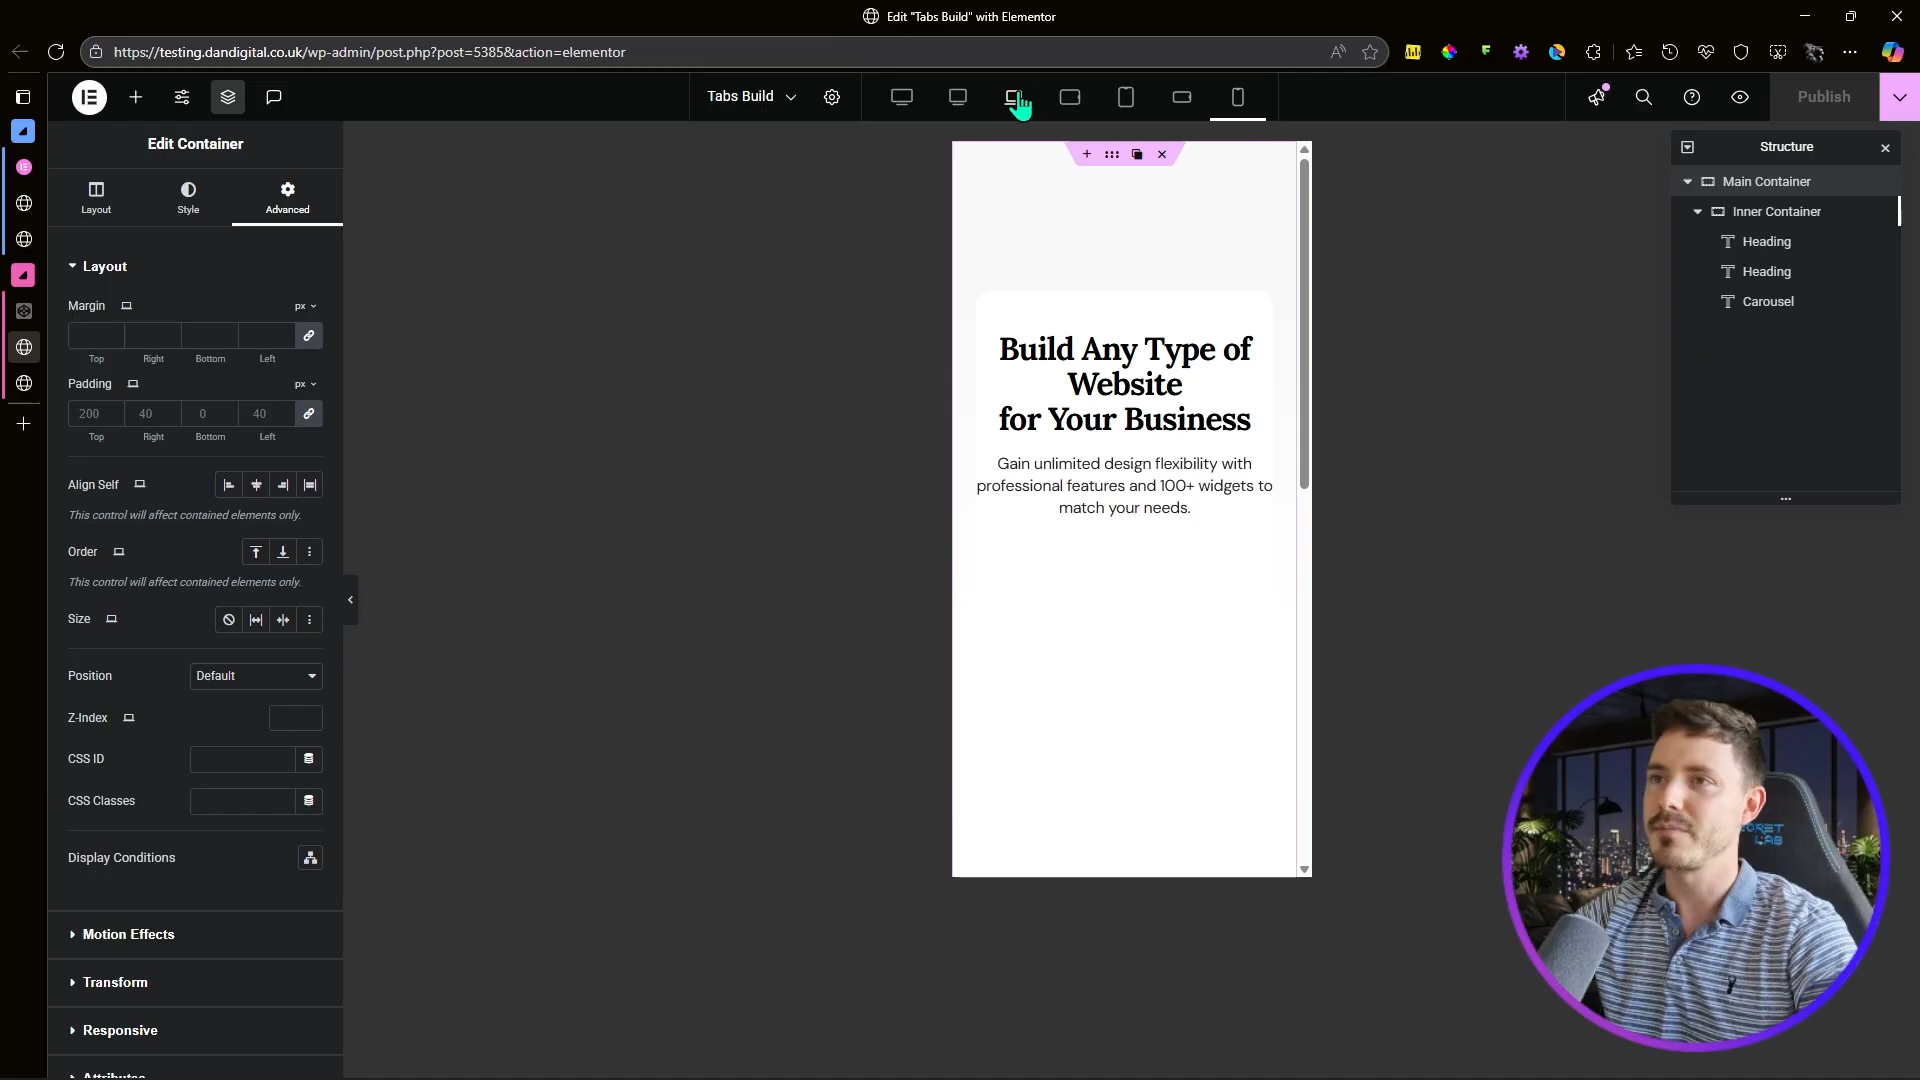 Edit "Tabs Build" with Elementor
https://testing.dandigital.co.uk/wp-admin/post.php?post=5385&action=elementor
Tabs Build
Publish
Edit Container
Layout
Style
Advanced
Layout
Margin
px
Top
Right
Bottom
Left
Padding
px
200
40
0
40
Top
Right
Bottom
Left
Align Self
This control will affect contained elements only.
Order
This control will affect contained elements only.
Size
Position
Default
Z-Index
CSS ID
CSS Classes
Display Conditions
Motion Effects
Transform
Responsive
Attributes
Build Any Type of
Website
for Your Business
Gain unlimited design flexibility with
professional features and 100+ widgets to
match your needs.
Structure
Main Container
Inner Container
Heading
Heading
Carousel